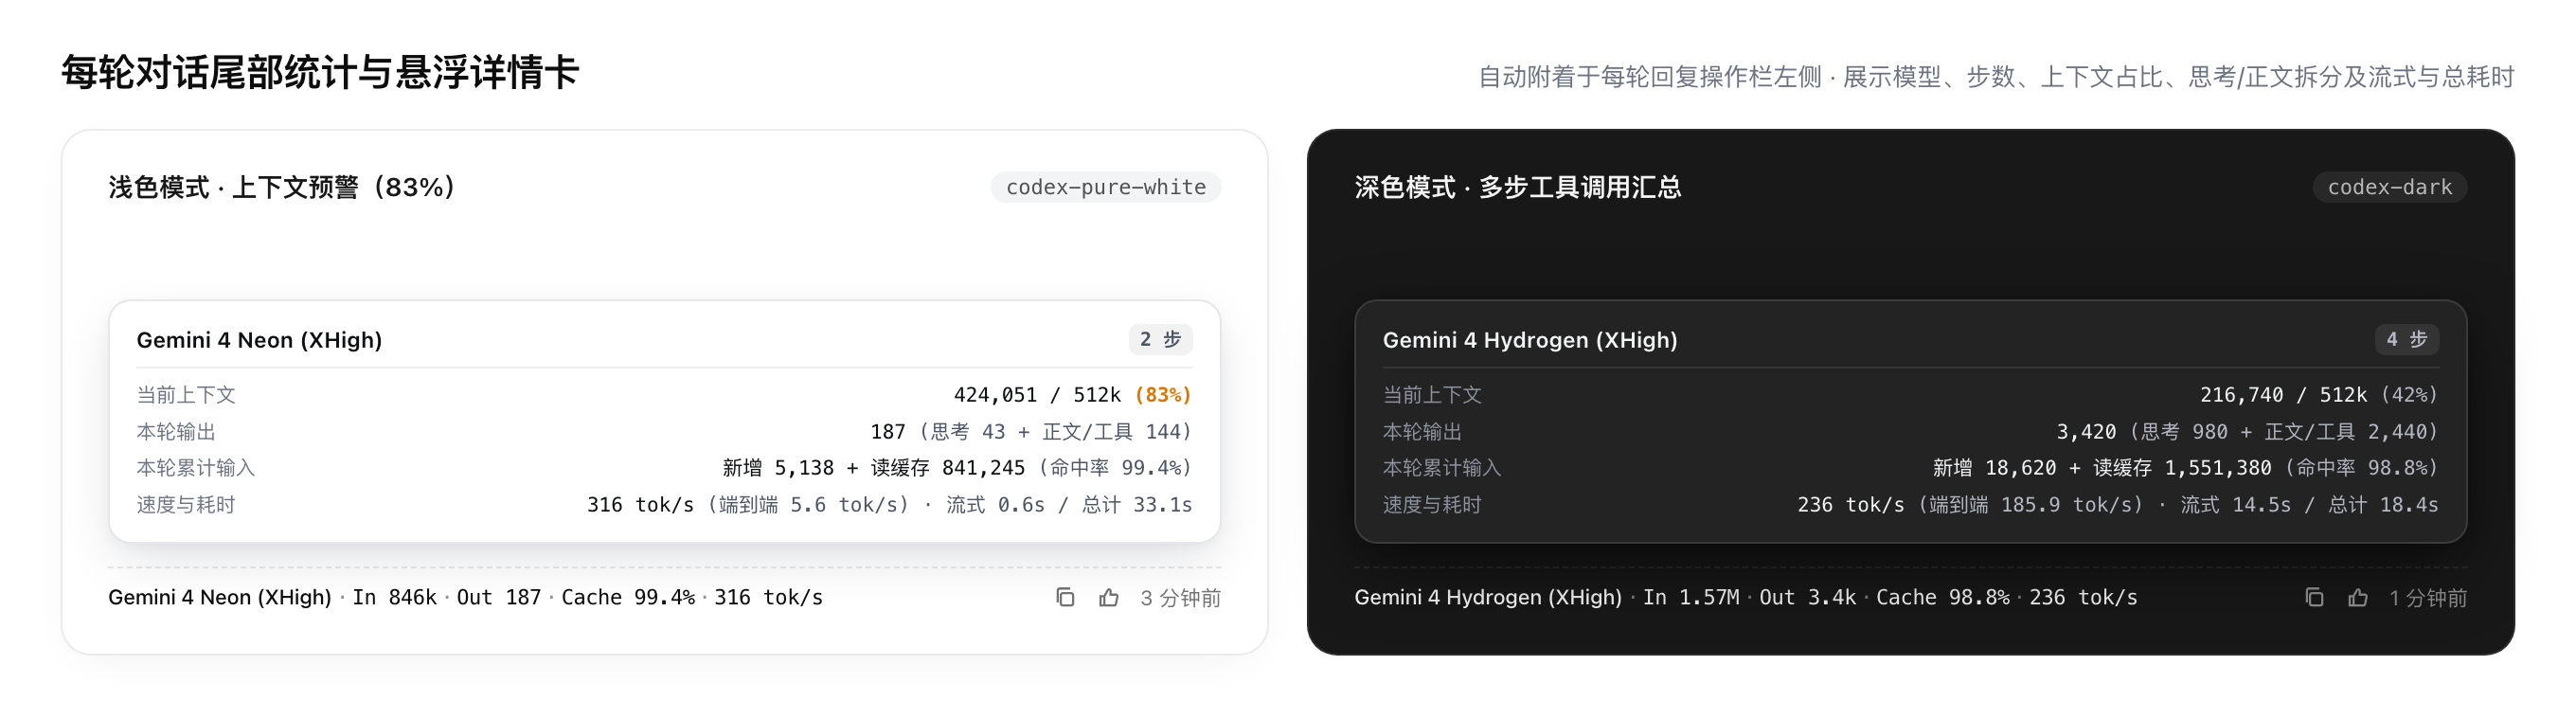 每轮对话尾部统计与悬浮详情卡
自动附着于每轮回复操作栏左侧 · 展示模型、步数、上下文占比、思考/正文拆分及流式与总耗时
浅色模式 · 上下文预警（83%）
codex-pure-white
Gemini 4 Neon (XHigh)
2 步
当前上下文
424,051 / 512k (83%)
本轮输出
187 (思考 43 + 正文/工具 144)
本轮累计输入
新增 5,138 + 读缓存 841,245 (命中率 99.4%)
速度与耗时
316 tok/s (端到端 5.6 tok/s) · 流式 0.6s / 总计 33.1s
Gemini 4 Neon (XHigh) · In 846k · Out 187 · Cache 99.4% · 316 tok/s
3 分钟前
深色模式 · 多步工具调用汇总
codex-dark
Gemini 4 Hydrogen (XHigh)
4 步
当前上下文
216,740 / 512k (42%)
本轮输出
3,420 (思考 980 + 正文/工具 2,440)
本轮累计输入
新增 18,620 + 读缓存 1,551,380 (命中率 98.8%)
速度与耗时
236 tok/s (端到端 185.9 tok/s) · 流式 14.5s / 总计 18.4s
Gemini 4 Hydrogen (XHigh) · In 1.57M · Out 3.4k · Cache 98.8% · 236 tok/s
1 分钟前